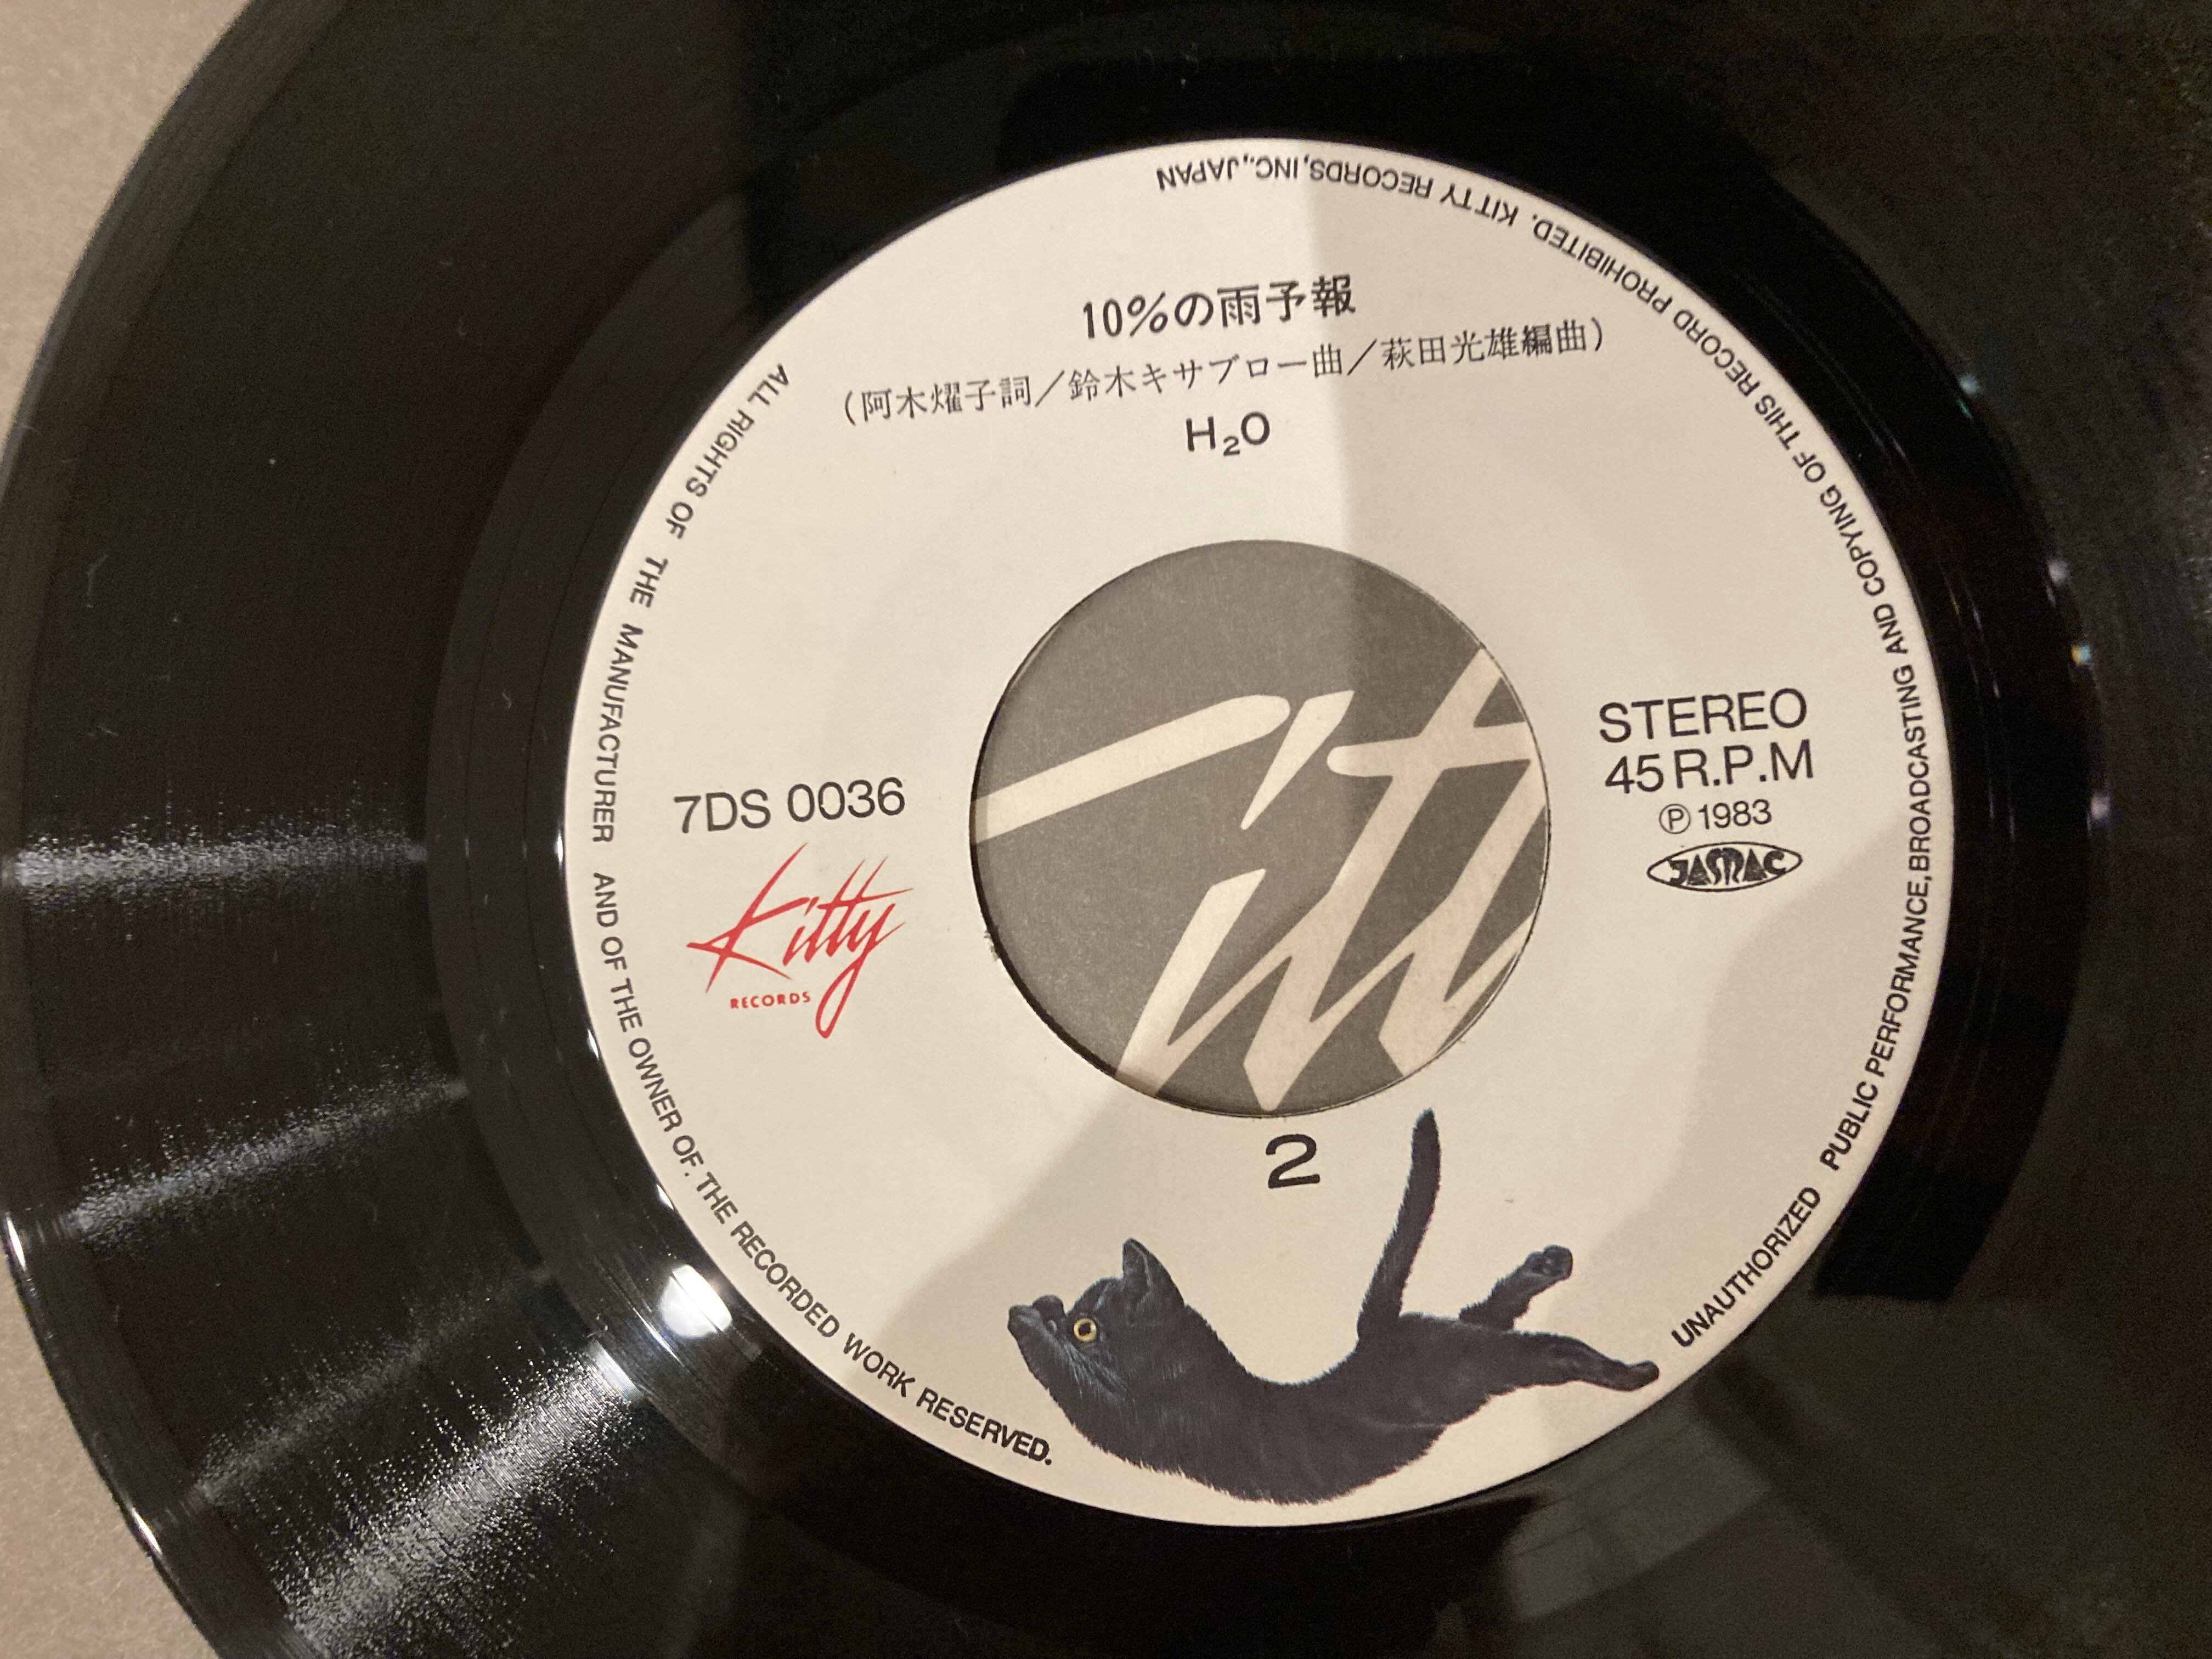 10%の雨予報
(阿木燿子詞／鈴木キサブロー曲／萩田光雄編曲)
H₂O
7DS 0036
Kitty
RECORDS
STEREO
45 R.P.M
Ⓟ 1983
JASRAC
2
ALL RIGHTS OF THE MANUFACTURER AND OF THE OWNER OF. THE RECORDED WORK RESERVED.
UNAUTHORIZED PUBLIC PERFORMANCE, BROADCASTING AND COPYING OF THIS RECORD PROHIBITED. KITTY RECORDS, INC., JAPAN